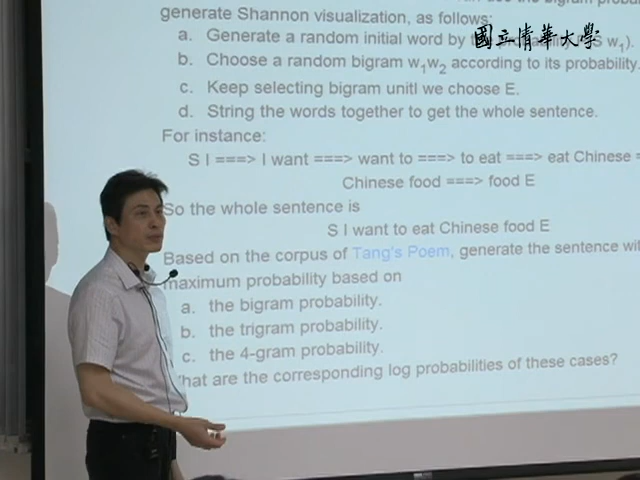 use the bigram proba
generate Shannon visualization, as follows:
國立清華大學
a. Generate a random initial word by t S w₁).
b. Choose a random bigram w₁w₂ according to its probability.
c. Keep selecting bigram unitl we choose E.
d. String the words together to get the whole sentence.
For instance:
S I ===> I want ===> want to ===> to eat ===> eat Chinese =
Chinese food ===> food E
So the whole sentence is
S I want to eat Chinese food E
Based on the corpus of Tang's Poem, generate the sentence wit
maximum probability based on
a. the bigram probability.
b. the trigram probability.
c. the 4-gram probability.
hat are the corresponding log probabilities of these cases?